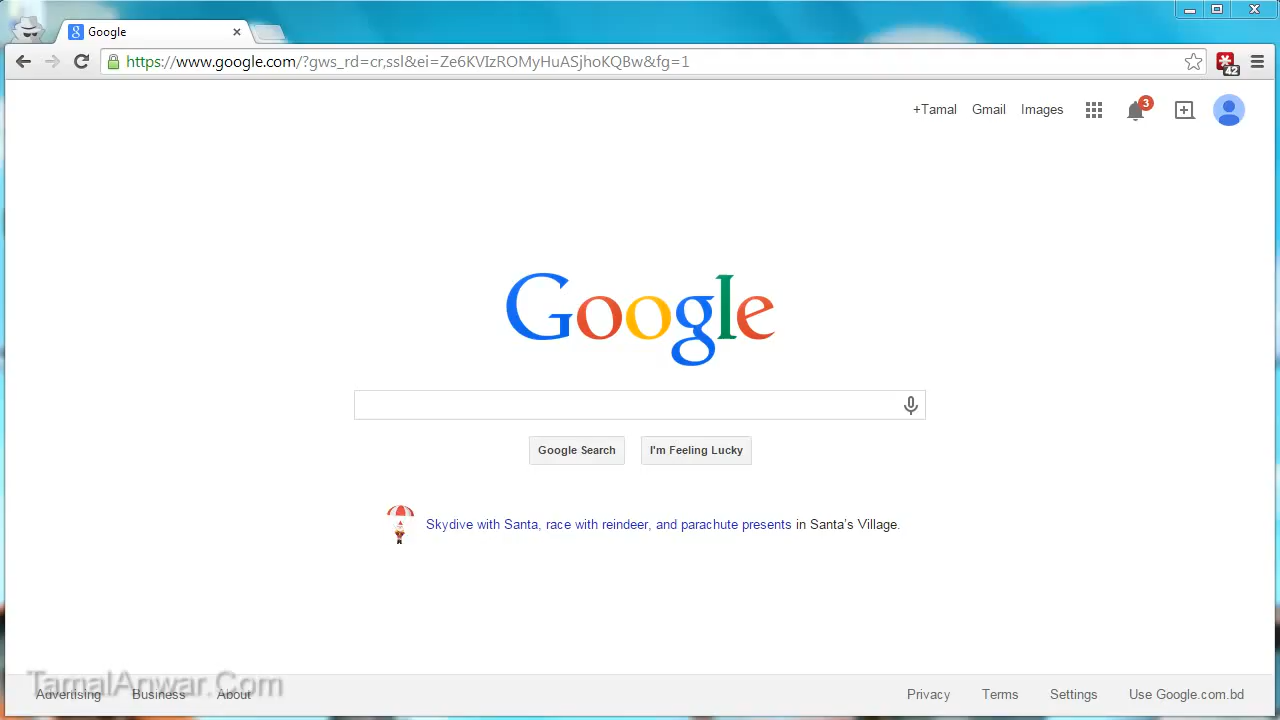 Google
https://www.google.com/?gws_rd=cr,ssl&ei=Ze6KVIzROMyHuASjhoKQBw&fg=1
42
+Tamal Gmail Images 3
Google
Google Search I'm Feeling Lucky
Skydive with Santa, race with reindeer, and parachute presents in Santa's Village.
TamalAnwar.Com
Advertising Business About Privacy Terms Settings Use Google.com.bd